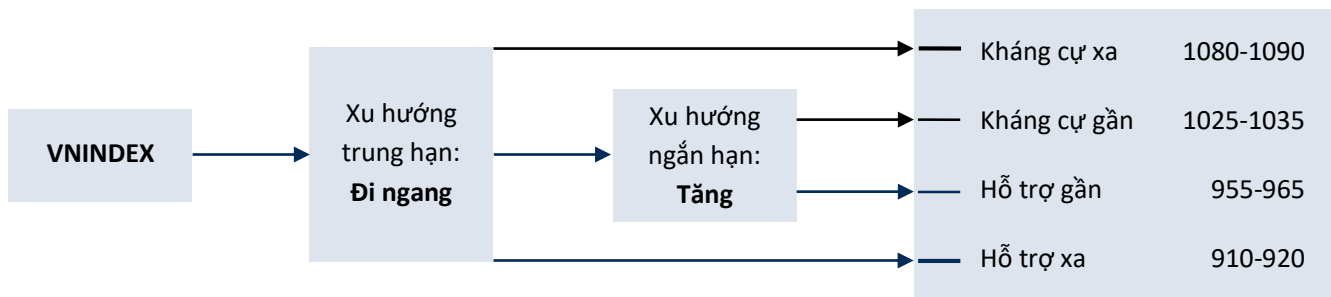 VNINDEX
Xu hướng
trung hạn:
Đi ngang
Xu hướng
ngắn hạn:
Tăng
Kháng cự xa 1080-1090
Kháng cự gần 1025-1035
Hỗ trợ gần 955-965
Hỗ trợ xa 910-920